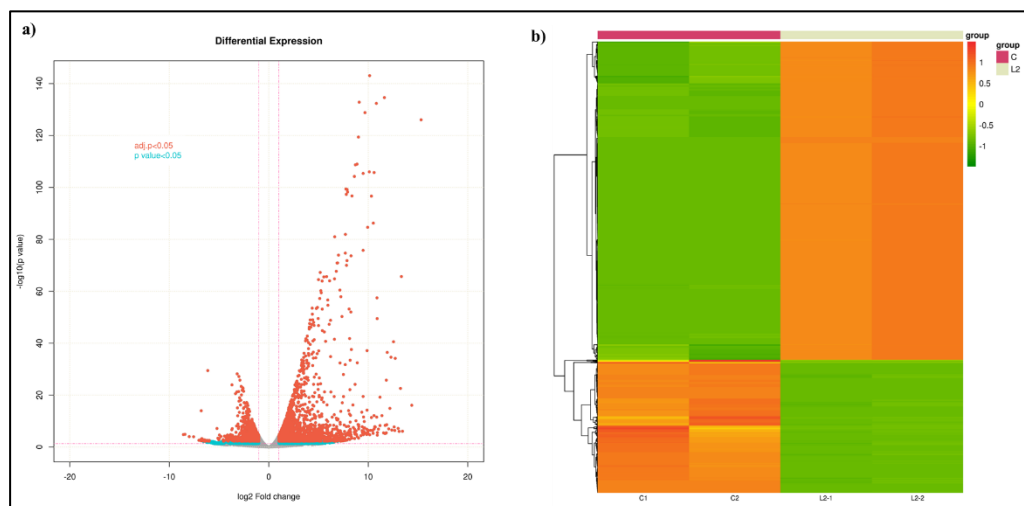 a)
Differential Expression
adj.p<0.05
p value<0.05
-log10(p value)
140
120
100
80
60
40
20
0
-20 -10 0 10 20
log2 Fold change
b)
group
group
C
L2
1
0.5
0
-0.5
-1
C1 C2 L2-1 L2-2